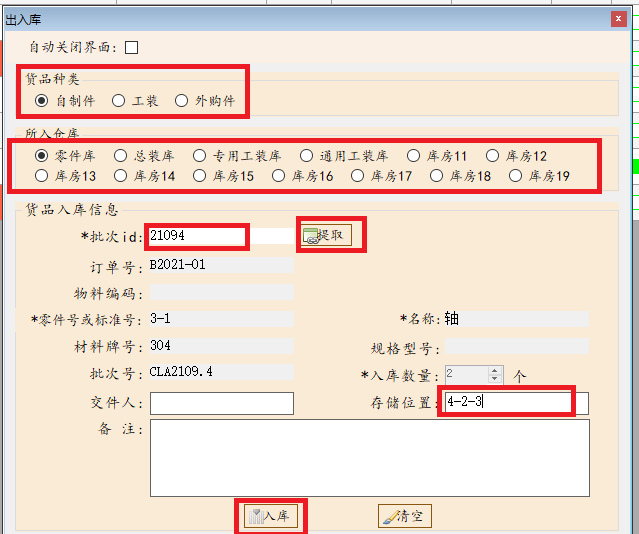 出入库
x
自动关闭界面:
货品种类
自制件 工装 外购件
所入仓库
零件库 总装库 专用工装库 通用工装库 库房11 库房12
库房13 库房14 库房15 库房16 库房17 库房18 库房19
货品入库信息
*批次id: 21094 提取
订单号: B2021-01
物料编码:
*零件号或标准号: 3-1 *名称: 轴
材料牌号: 304 规格型号:
批次号: CLA2109.4 *入库数量: 2 个
交件人: 存储位置: 4-2-3
备 注:
入库 清空